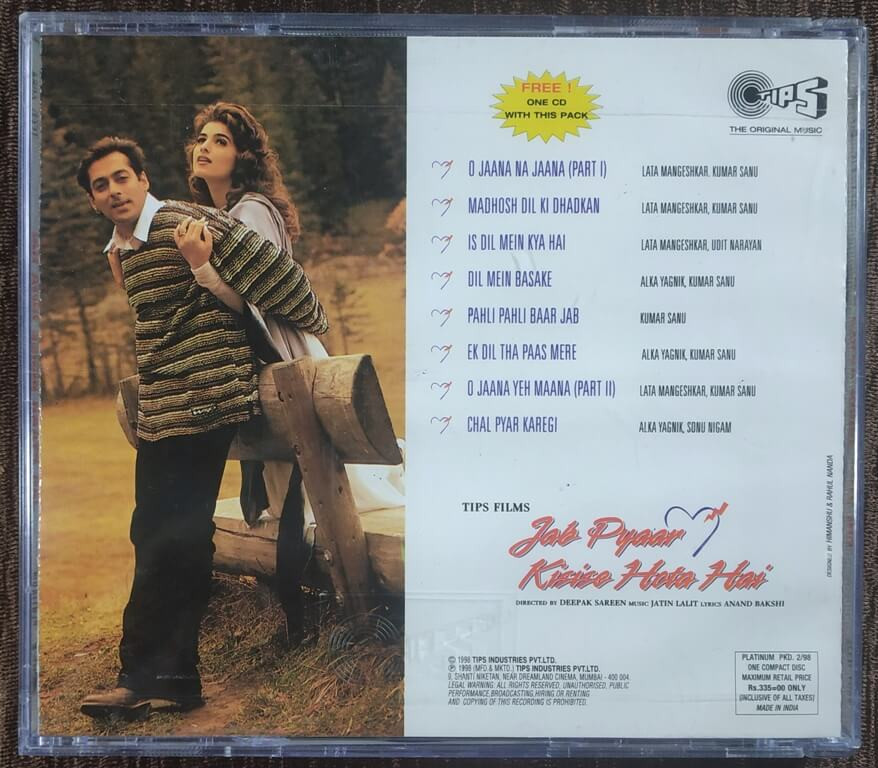 FREE !
ONE CD
WITH THIS PACK
TIPS
THE ORIGINAL MUSIC
O JAANA NA JAANA (PART I) LATA MANGESHKAR, KUMAR SANU
MADHOSH DIL KI DHADKAN LATA MANGESHKAR, KUMAR SANU
IS DIL MEIN KYA HAI LATA MANGESHKAR, UDIT NARAYAN
DIL MEIN BASAKE ALKA YAGNIK, KUMAR SANU
PAHLI PAHLI BAAR JAB KUMAR SANU
EK DIL THA PAAS MERE ALKA YAGNIK, KUMAR SANU
O JAANA YEH MAANA (PART II) LATA MANGESHKAR, KUMAR SANU
CHAL PYAR KAREGI ALKA YAGNIK, SONU NIGAM
TIPS FILMS
Jab Pyaar
Kisise Hota Hai
DIRECTED BY DEEPAK SAREEN MUSIC JATIN LALIT LYRICS ANAND BAKSHI
DESIGNED BY HIMANSHU & RAHUL NANDA
© 1998 TIPS INDUSTRIES PVT.LTD.
℗ 1998 (MFD.& MKTD.) TIPS INDUSTRIES PVT.LTD.
9, SHANTI NIKETAN, NEAR DREAMLAND CINEMA, MUMBAI - 400 004.
LEGAL WARNING: ALL RIGHTS RESERVED. UNAUTHORISED, PUBLIC
PERFORMANCE,BROADCASTING,HIRING OR RENTING
AND COPYING OF THIS RECORDING IS PROHIBITED.
PLATINUM PKD. 2/98
ONE COMPACT DISC
MAXIMUM RETAIL PRICE
Rs.335=00 ONLY
(INCLUSIVE OF ALL TAXES)
MADE IN INDIA